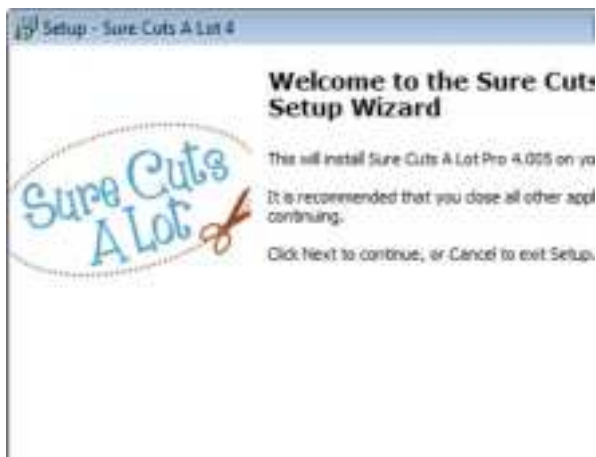 Setup - Sure Cuts A Lot 4
Welcome to the Sure Cuts
Setup Wizard
This will install Sure Cuts A Lot Pro 4.005 on yo
It is recommended that you close all other appl
continuing.
Click Next to continue, or Cancel to exit Setup.
Sure Cuts
A Lot